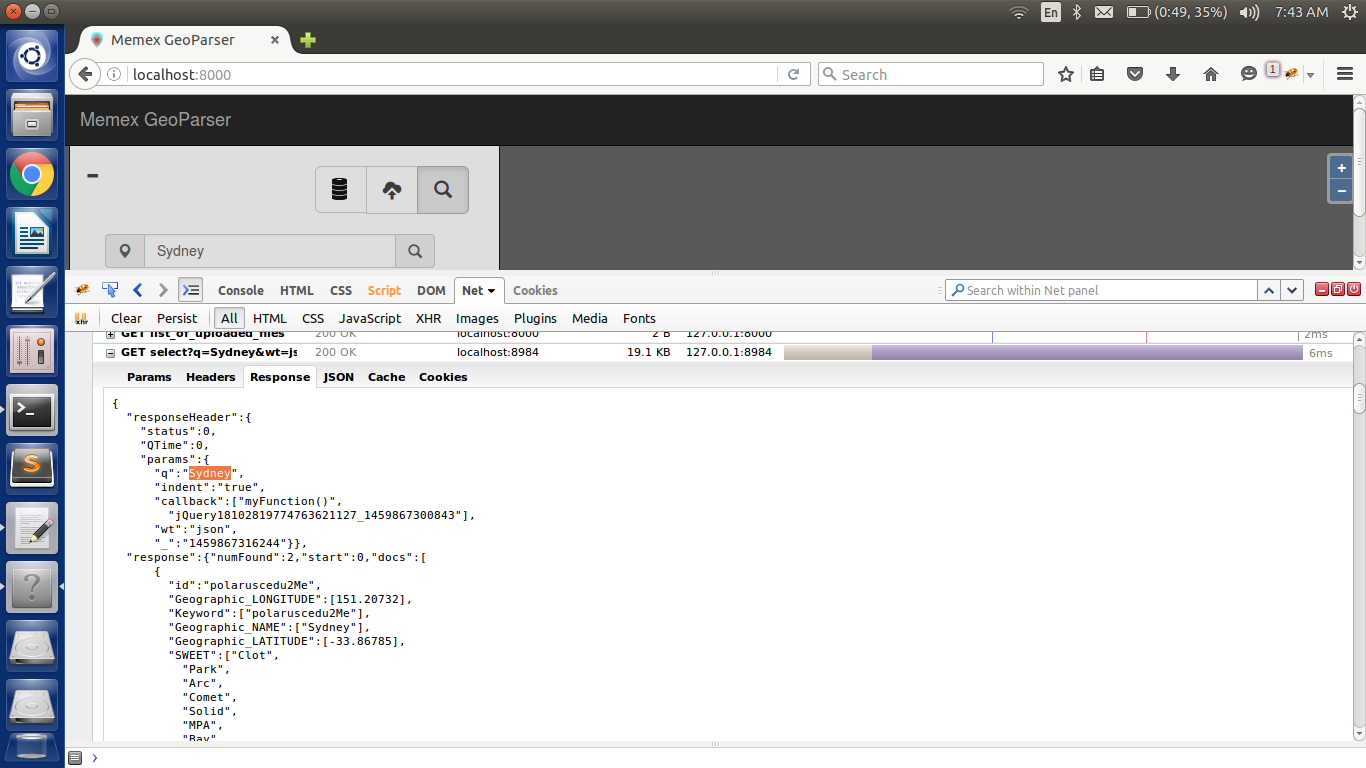 En (0:49, 35%) 7:43 AM
Memex GeoParser
localhost:8000 Search 1
Memex GeoParser
+
−
Sydney
Console HTML CSS Script DOM Net Cookies Search within Net panel
xhr Clear Persist All HTML CSS JavaScript XHR Images Plugins Media Fonts
GET list_of_uploaded_files 200 OK localhost:8000 2 B 127.0.0.1:8000 2ms
GET select?q=Sydney&wt=js 200 OK localhost:8984 19.1 KB 127.0.0.1:8984 6ms
Params Headers Response JSON Cache Cookies
{
"responseHeader":{
"status":0,
"QTime":0,
"params":{
"q":"Sydney",
"indent":"true",
"callback":["myFunction()",
"jQuery18102819774763621127_1459867300843"],
"wt":"json",
"_":"1459867316244"}},
"response":{"numFound":2,"start":0,"docs":[
{
"id":"polaruscedu2Me",
"Geographic_LONGITUDE":[151.20732],
"Keyword":["polaruscedu2Me"],
"Geographic_NAME":["Sydney"],
"Geographic_LATITUDE":[-33.86785],
"SWEET":["Clot",
"Park",
"Arc",
"Comet",
"Solid",
"MPA",
"Bay",